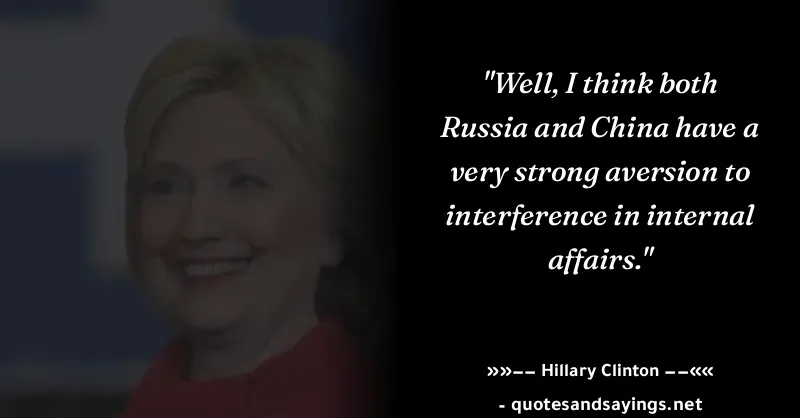 "Well, I think both
Russia and China have a
very strong aversion to
interference in internal
affairs."
»»–– Hillary Clinton ––««
- quotesandsayings.net